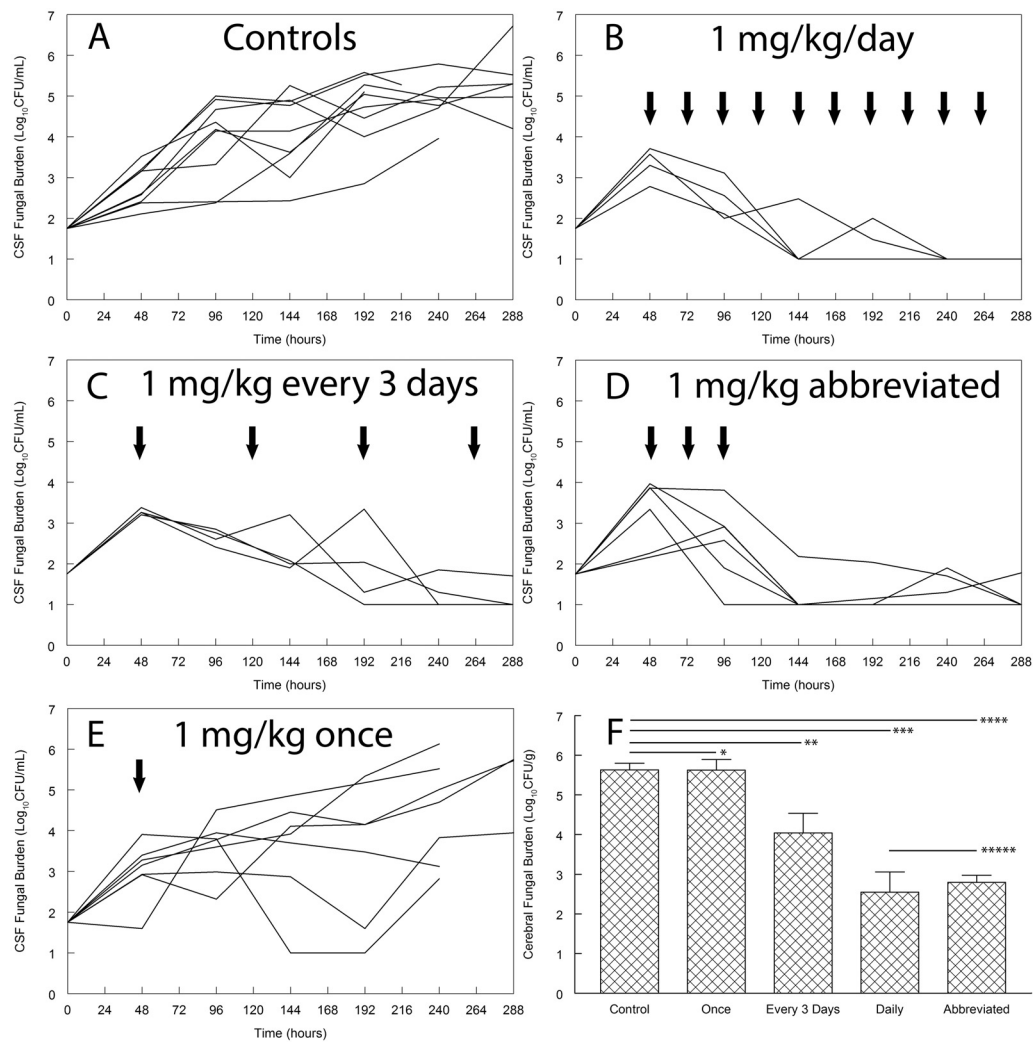 A Controls
CSF Fungal Burden (Log10CFU/mL)
7
6
5
4
3
2
1
0
0 24 48 72 96 120 144 168 192 216 240 264 288
Time (hours)
B 1 mg/kg/day
CSF Fungal Burden (Log10CFU/mL)
7
6
5
4
3
2
1
0
0 24 48 72 96 120 144 168 192 216 240 264 288
Time (hours)
C 1 mg/kg every 3 days
CSF Fungal Burden (Log10CFU/mL)
7
6
5
4
3
2
1
0
0 24 48 72 96 120 144 168 192 216 240 264 288
Time (hours)
D 1 mg/kg abbreviated
CSF Fungal Burden (Log10CFU/mL)
7
6
5
4
3
2
1
0
0 24 48 72 96 120 144 168 192 216 240 264 288
Time (hours)
E 1 mg/kg once
CSF Fungal Burden (Log10CFU/mL)
7
6
5
4
3
2
1
0
0 24 48 72 96 120 144 168 192 216 240 264 288
Time (hours)
F
Cerebral Fungal Burden (Log10CFU/g)
7
6
5
4
3
2
1
0
****
***
**
*
*****
Control Once Every 3 Days Daily Abbreviated